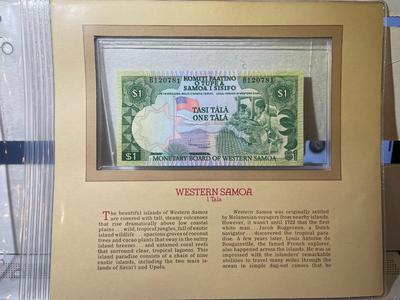 $1
B120781
KOMITI FAATINO
O TUPE A
SAMOA I SISIFO
B120781
$1
TASI TĀLĀ
ONE TĀLĀ
$1
MONETARY BOARD OF WESTERN SAMOA
WESTERN SAMOA
1 Tala
The beautiful islands of Western Samoa
are covered with tall, steamy volcanoes
that rise dramatically above low coastal
plains . . . wild, tropical jungles, full of exotic
island wildlife . . . spacious groves of coconut
trees and cacao plants that sway in the sultry
island breezes . . . and untamed coral reefs
that surround clear, tropical lagoons. This
island paradise consists of a chain of nine
exotic islands, including the two main is-
lands of Savai'i and Upolu.
Western Samoa was originally settled
by Melanesian voyagers from nearby islands.
However, it wasn't until 1722 that the first
white man . . . Jacob Roggeveen, a Dutch
navigator . . . discovered the tropical para-
dise. A few years later, Louis Antoine de
Bougainville, the famed French explorer,
also happened across the islands. He was so
impressed with the islanders' remarkable
abilities to travel many miles through the
ocean in simple dug-out canoes that he